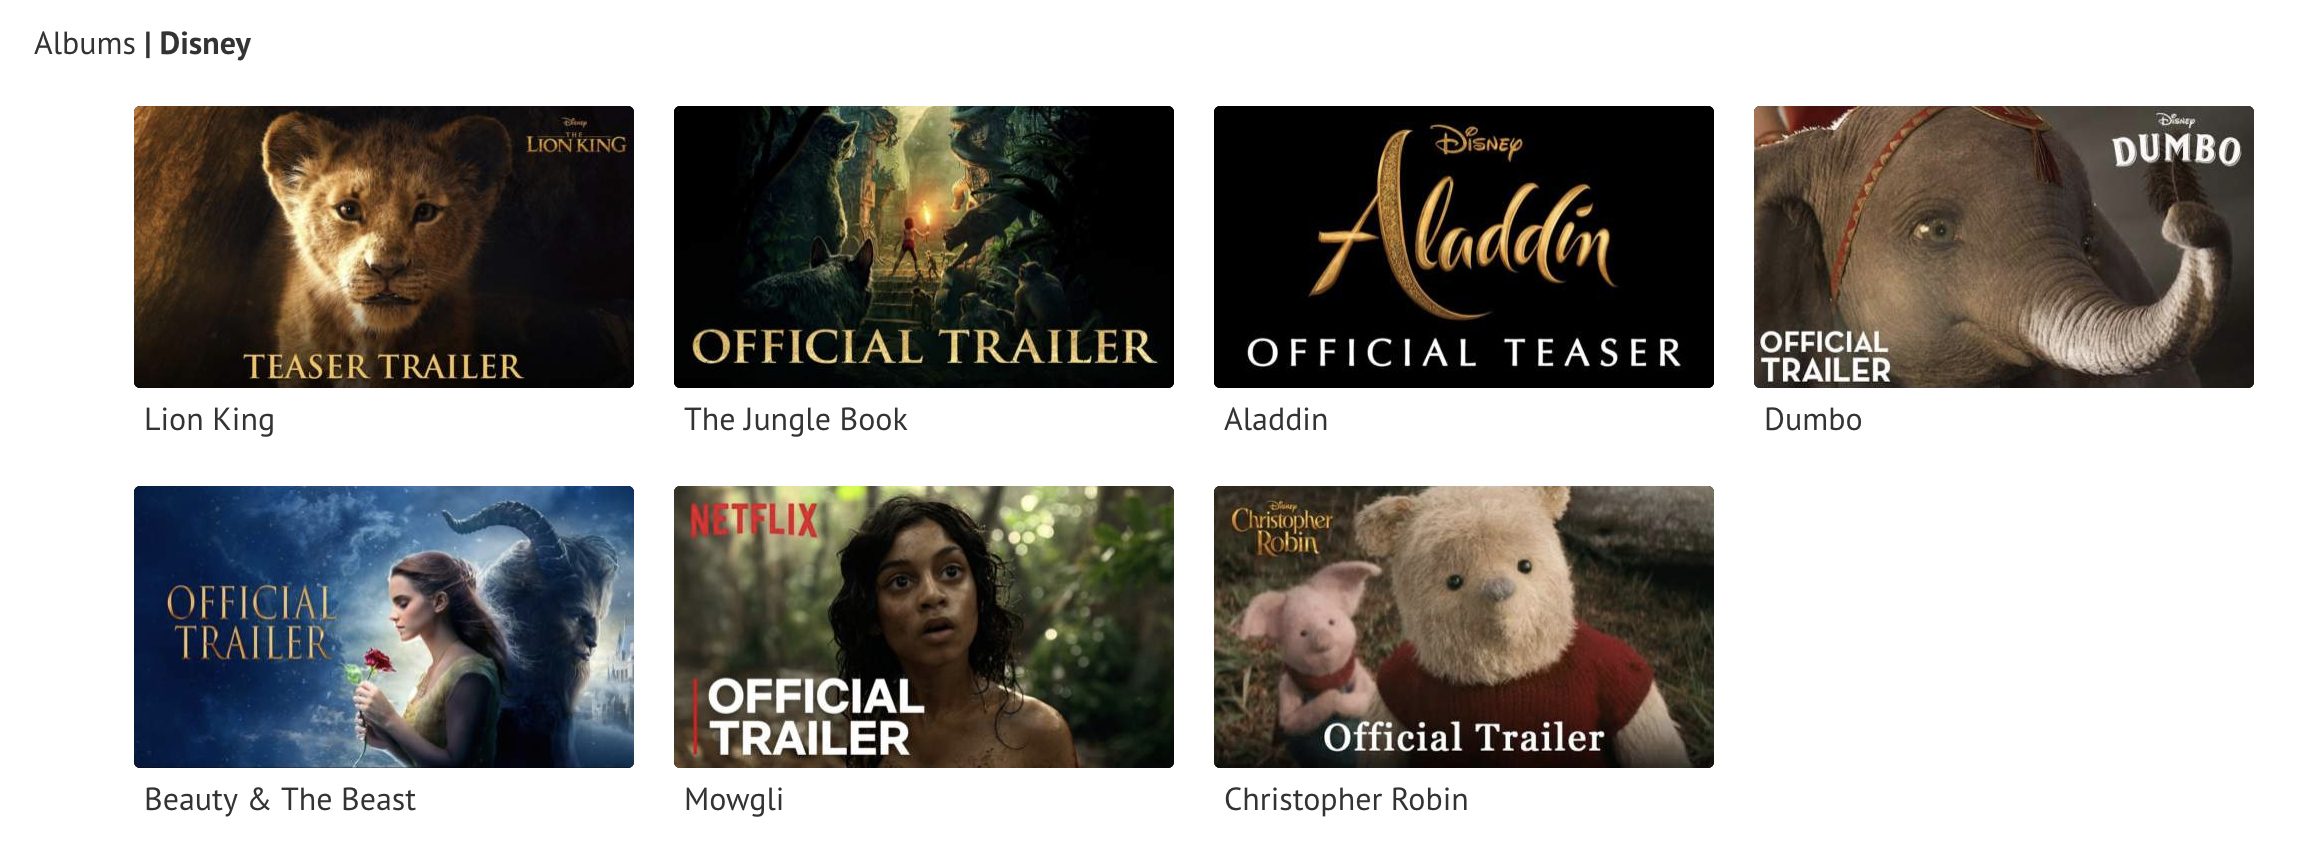 Albums | Disney
Disney
THE
LION KING
TEASER TRAILER
Lion King
OFFICIAL TRAILER
The Jungle Book
Disney
Aladdin
OFFICIAL TEASER
Aladdin
Disney
DUMBO
OFFICIAL
TRAILER
Dumbo
OFFICIAL
TRAILER
Beauty & The Beast
NETFLIX
OFFICIAL
TRAILER
Mowgli
Disney
Christopher
Robin
Official Trailer
Christopher Robin